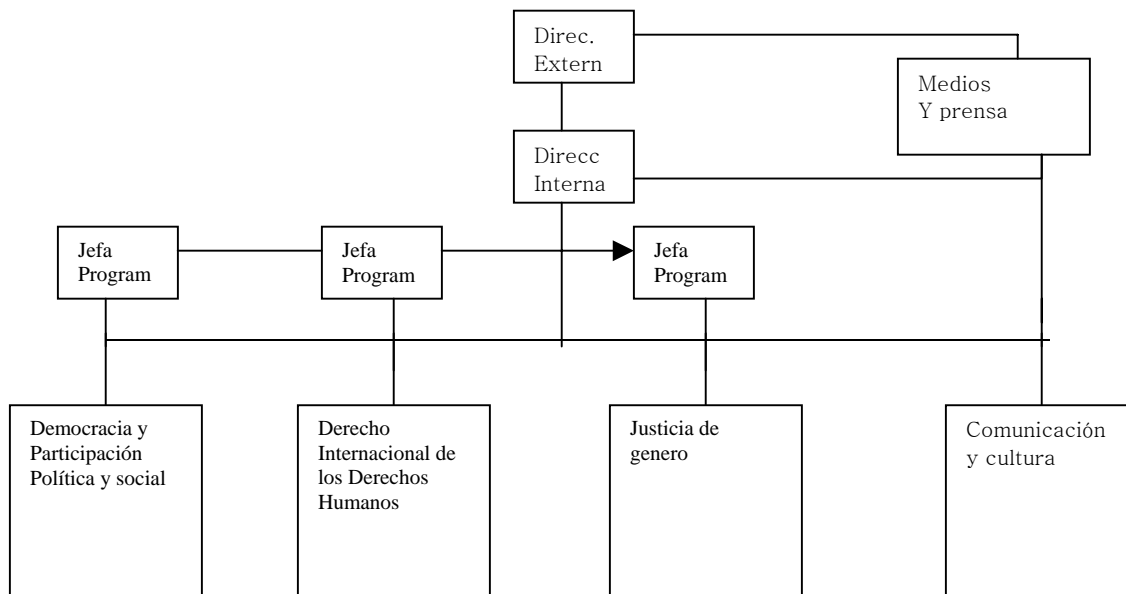 Direc.
Extern
Medios
Y prensa
Direcc
Interna
Jefa
Program
Jefa
Program
Jefa
Program
Democracia y
Participación
Política y social
Derecho
Internacional de
los Derechos
Humanos
Justicia de
genero
Comunicación
y cultura